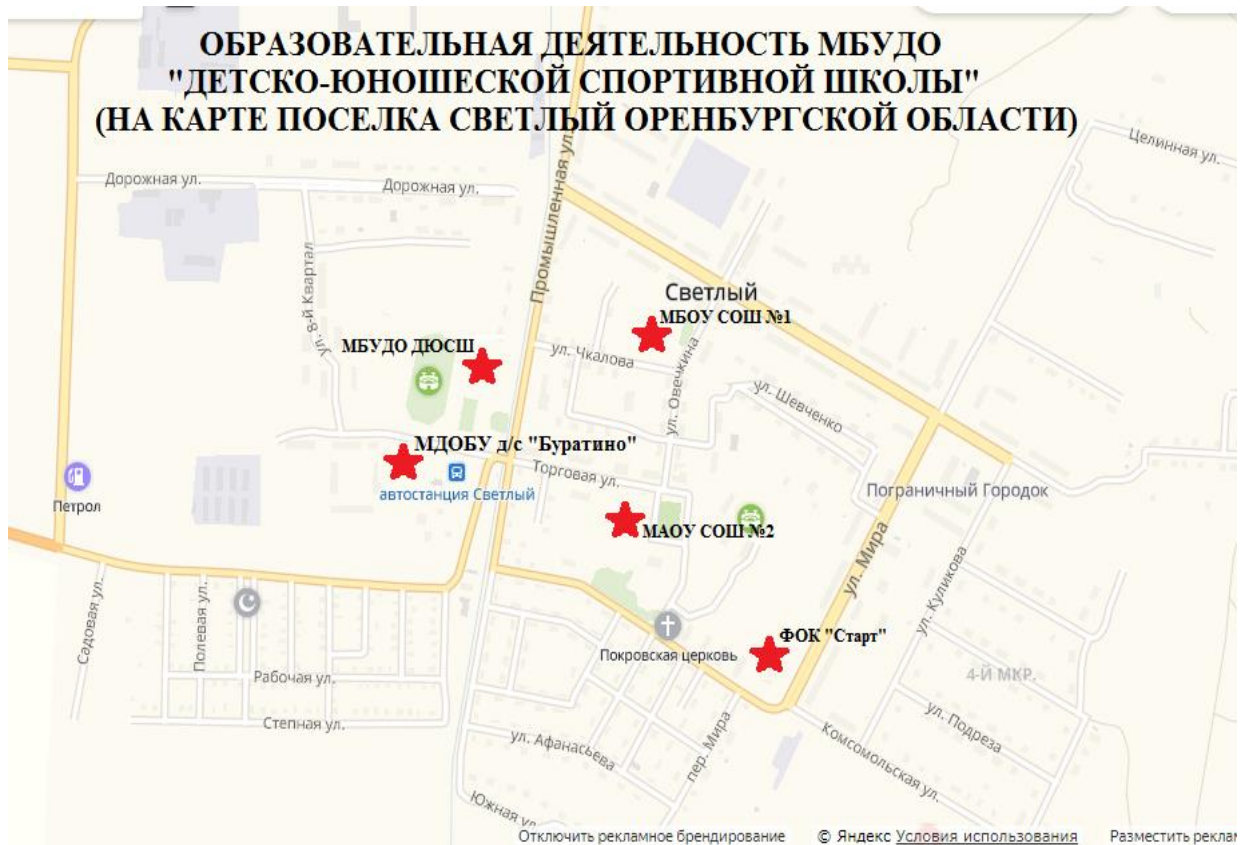 ОБРАЗОВАТЕЛЬНАЯ ДЕЯТЕЛЬНОСТЬ МБУДО
"ДЕТСКО-ЮНОШЕСКОЙ СПОРТИВНОЙ ШКОЛЫ"
(НА КАРТЕ ПОСЕЛКА СВЕТЛЫЙ ОРЕНБУРГСКОЙ ОБЛАСТИ)
Целинная ул.
Дорожная ул.
Дорожная ул.
Промышленная ул.
ул. 8-й Квартал
Светлый
МБОУ СОШ №1
МБУДО ДЮСШ
ул. Чкалова
ул. Овечкина
ул. Шевченко
МДОБУ д/с "Буратино"
Торговая ул.
автостанция Светлый
Петрол
Пограничный Городок
МАОУ СОШ №2
ул. Мира
ул. Куликова
Садовая ул.
Полевая ул.
ФОК "Старт"
Покровская церковь
Рабочая ул.
4-Й МКР.
Степная ул.
ул. Афанасьева
пер. Мира
ул. Подреза
Комсомольская ул.
Южная ул.
Отключить рекламное брендирование
© Яндекс Условия использования
Разместить реклам